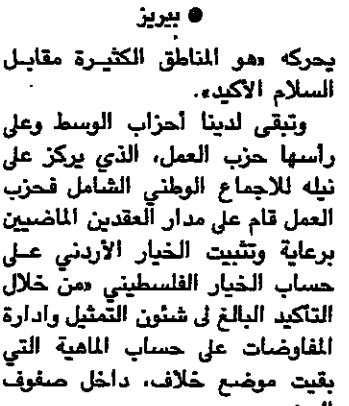 ● بيريز
يحركه «هو المناطق الكثيرة مقابل
السلام الأكيد».
وتبقى لدينا أحزاب الوسط وعلى
رأسها حزب العمل، الذي يركز على
نيله للاجماع الوطني الشامل فحزب
العمل قام على مدار العقدين الماضيين
برعاية وتثبيت الخيار الأردني على
حساب الخيار الفلسطيني «من خلال
التأكيد البالغ في شئون التمثيل وادارة
المفاوضات على حساب الماهية التي
بقيت موضع خلاف، داخل صفوف